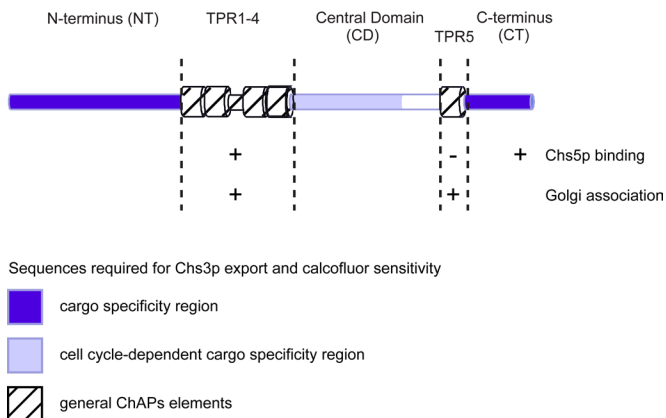 N-terminus (NT) TPR1-4 Central Domain (CD) TPR5 C-terminus (CT)
+ - + Chs5p binding
+ + Golgi association
Sequences required for Chs3p export and calcofluor sensitivity
cargo specificity region
cell cycle-dependent cargo specificity region
general ChAPs elements